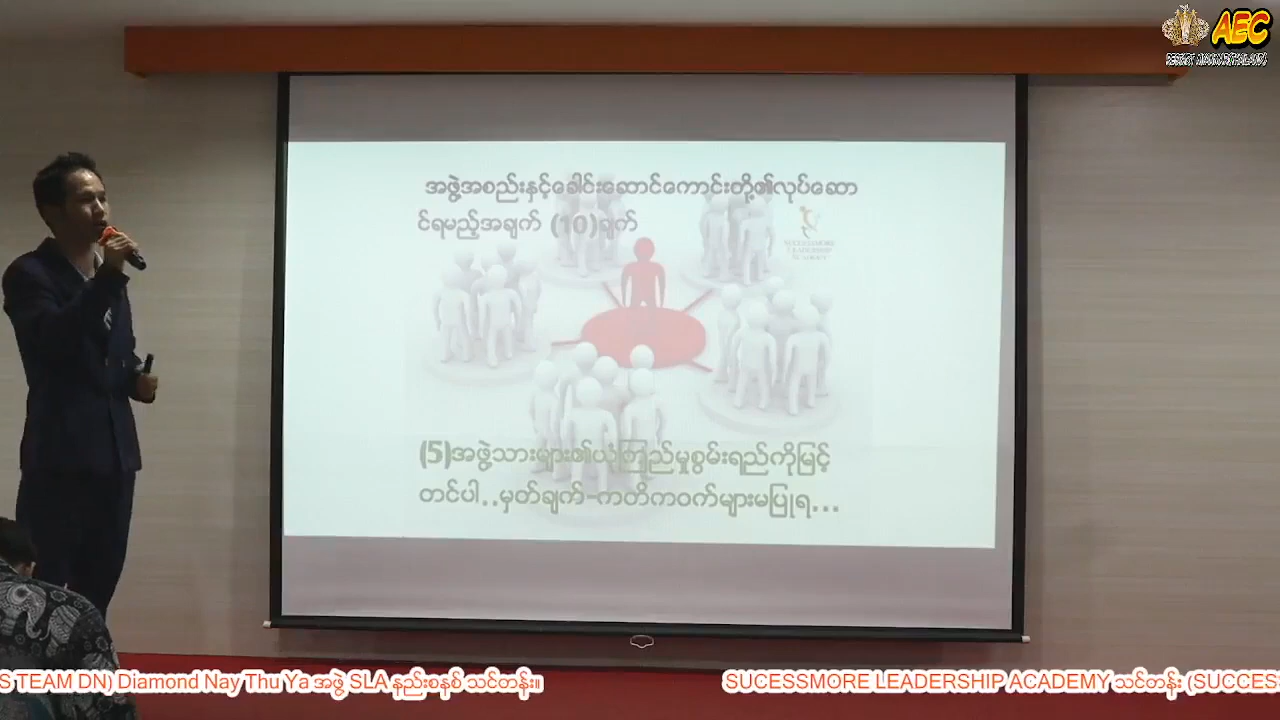 AEC
အဖွဲ့အစည်းနှင့်ခေါင်းဆောင်ကောင်းတို့၏လုပ်ဆော
င်ရမည့်အချက် (10)ချက်
SUCCESSMORE
LEADERSHIP
ACADEMY
(5)အဖွဲ့သားများ၏ယုံကြည်မှုစွမ်းရည်ကိုမြှင့်
တင်ပါ..မှတ်ချက်-ကတိကဝက်များမပြုရ...
S TEAM DN) Diamond Nay Thu Ya အဖွဲ့ SLA နည်းစနစ် သင်တန်း။
SUCESSMORE LEADERSHIP ACADEMY သင်တန်း (SUCCES